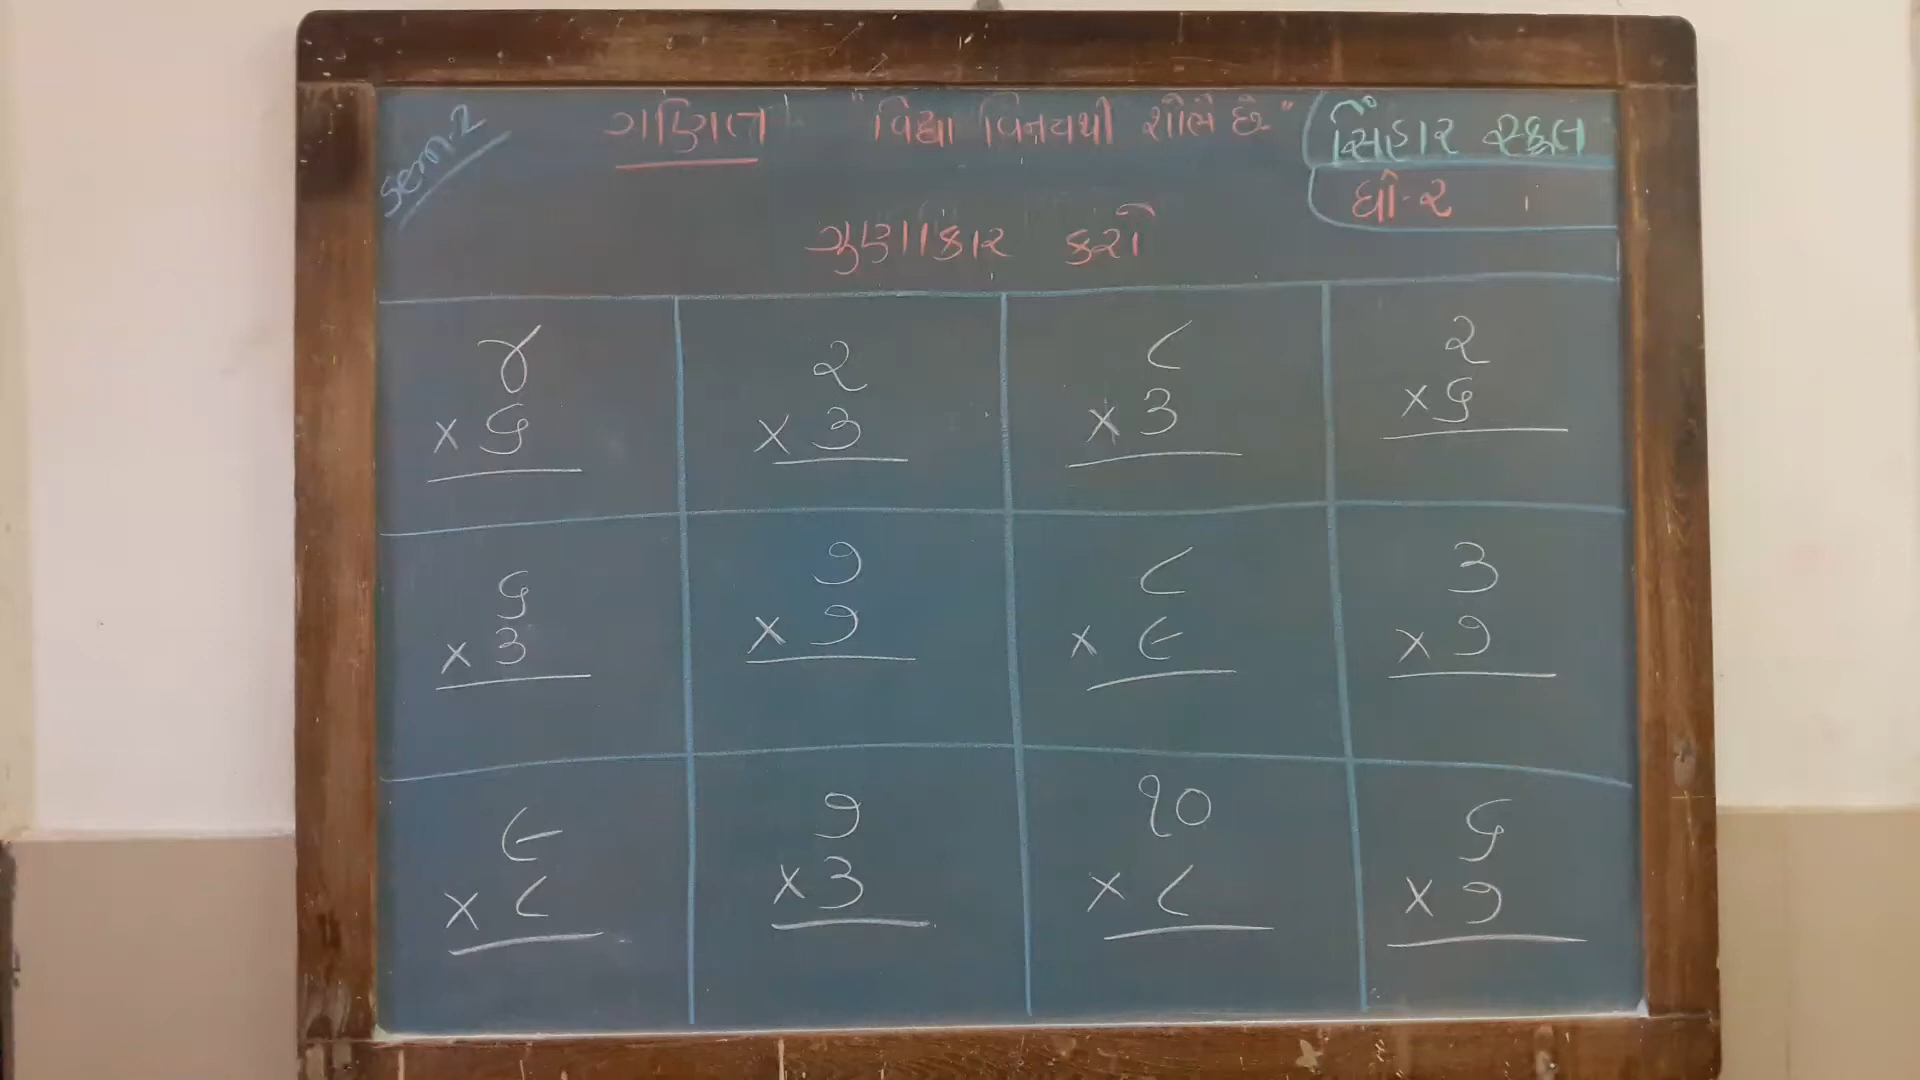 Sem.2
ગણિત "વિદ્યા વિનયથી શોભે છે" સિંહાર સ્કૂલ
ધો-૨
ગુણાકાર કરો
૪ ૨ ૮ ૨
× ૬ × ૩ × ૩ × ૬
૬ ૭ ૮ ૩
× ૩ × ૭ × ૯ × ૭
૯ ૭ ૧૦ ૬
× ૮ × ૩ × ૮ × ૭